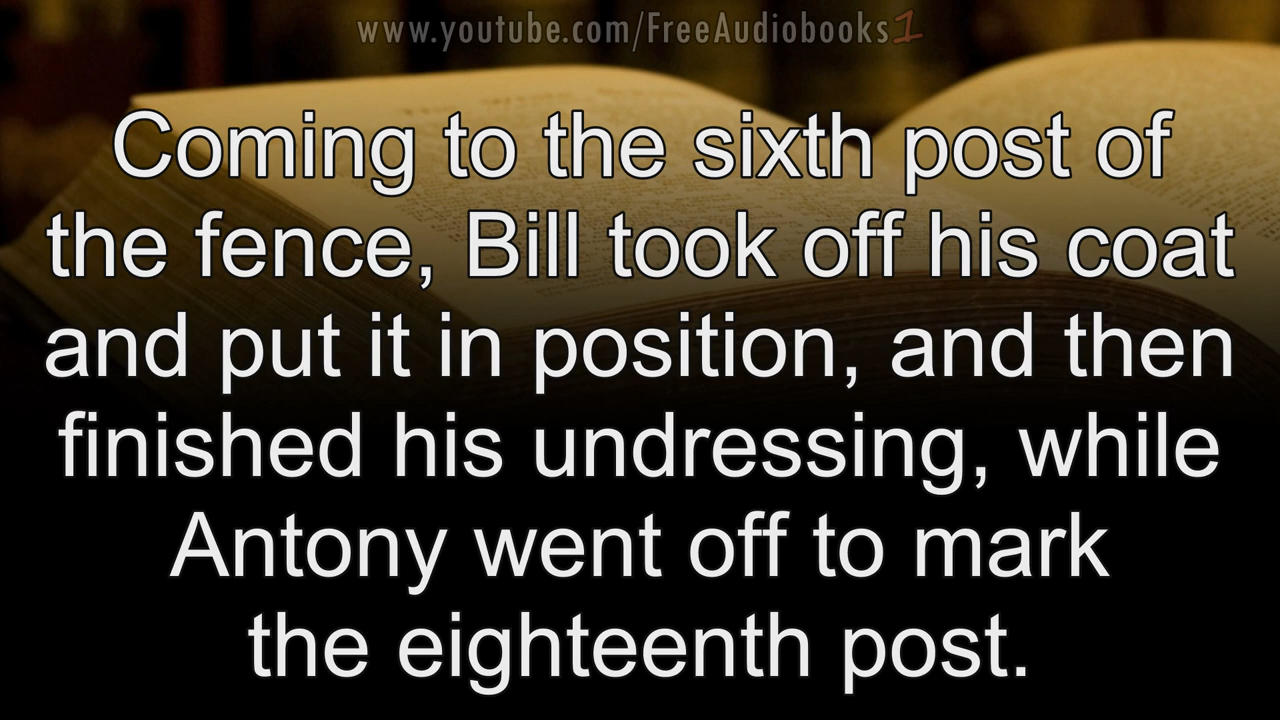 www.youtube.com/FreeAudiobooks1
Coming to the sixth post of
the fence, Bill took off his coat
and put it in position, and then
finished his undressing, while
Antony went off to mark
the eighteenth post.